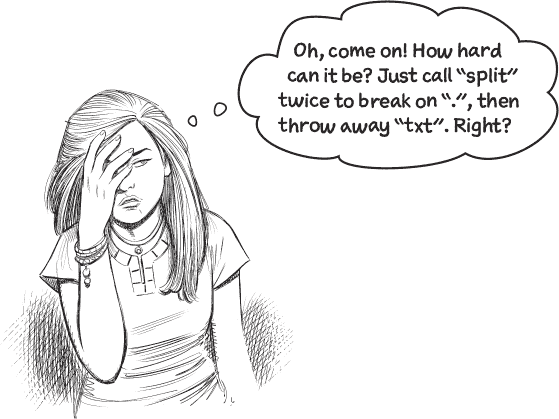 Oh, come on! How hard
can it be? Just call “split”
twice to break on “.”, then
throw away “txt”. Right?